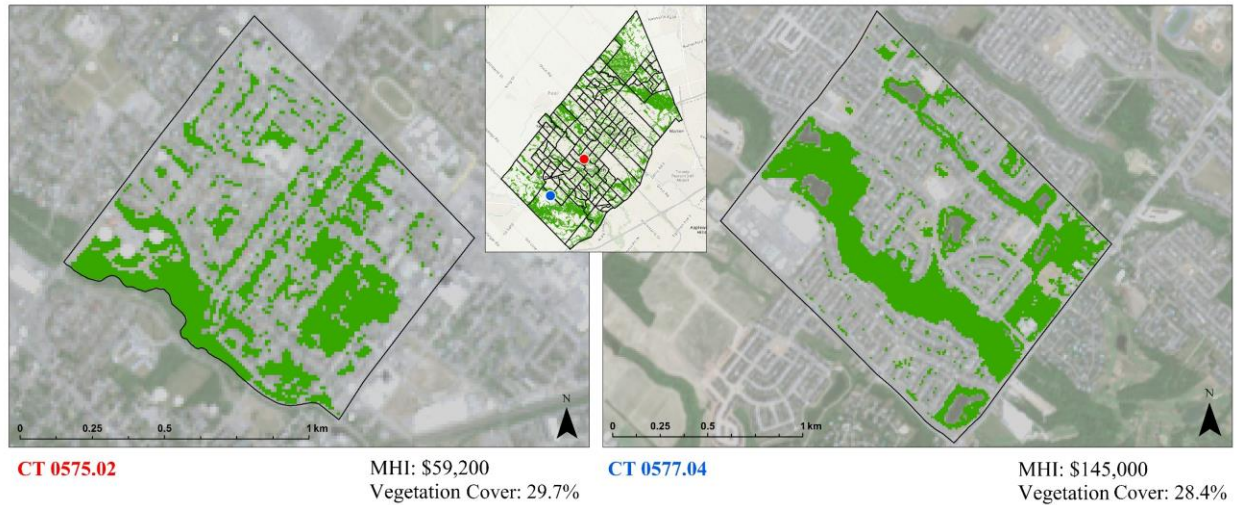 N
0 0.25 0.5 1 km
N
0 0.25 0.5 1 km
CT 0575.02
MHI: $59,200
Vegetation Cover: 29.7%
CT 0577.04
MHI: $145,000
Vegetation Cover: 28.4%